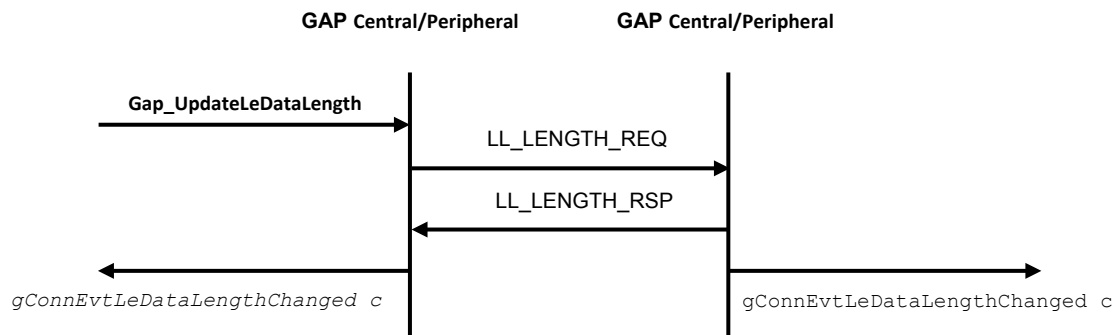 GAP Central/Peripheral GAP Central/Peripheral
Gap_UpdateLeDataLength
LL_LENGTH_REQ
LL_LENGTH_RSP
gConnEvtLeDataLengthChanged c gConnEvtLeDataLengthChanged c